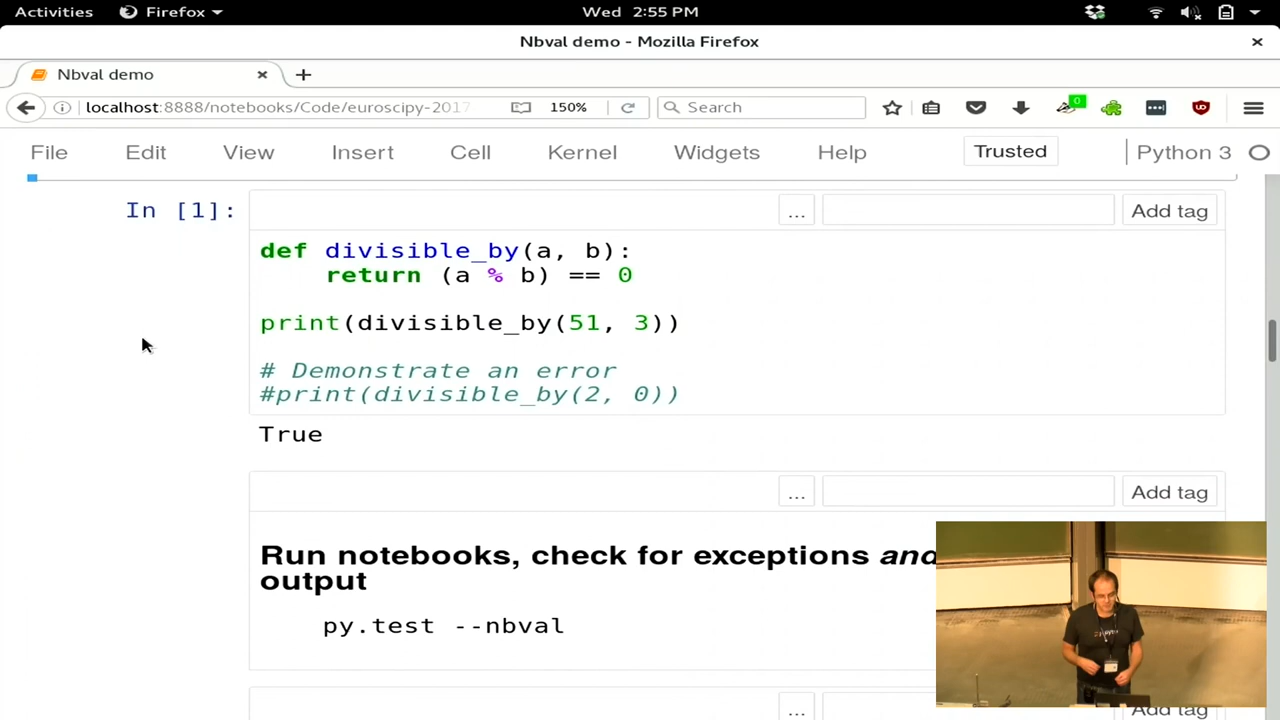 Activities Firefox Wed 2:55 PM
Nbval demo - Mozilla Firefox
Nbval demo
localhost:8888/notebooks/Code/euroscipy-2017 150% Search 0
File Edit View Insert Cell Kernel Widgets Help Trusted Python 3
In [1]: ... Add tag
def divisible_by(a, b):
return (a % b) == 0
print(divisible_by(51, 3))
# Demonstrate an error
#print(divisible_by(2, 0))
True
... Add tag
Run notebooks, check for exceptions and
output
py.test --nbval
... Add tag